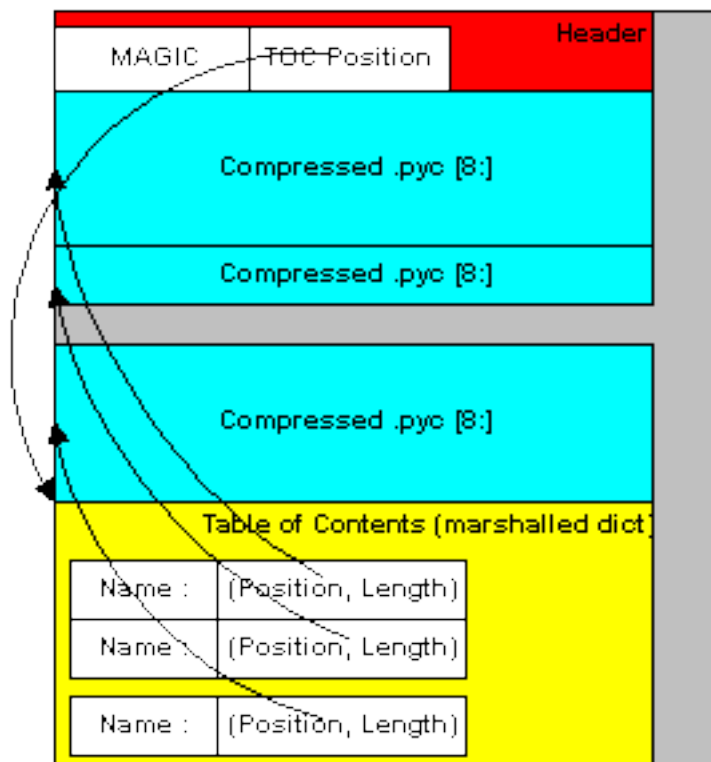 Header
MAGIC TOC Position
Compressed .pyc [8:]
Compressed .pyc [8:]
Compressed .pyc [8:]
Table of Contents (marshalled dict)
Name : (Position, Length)
Name : (Position, Length)
Name : (Position, Length)